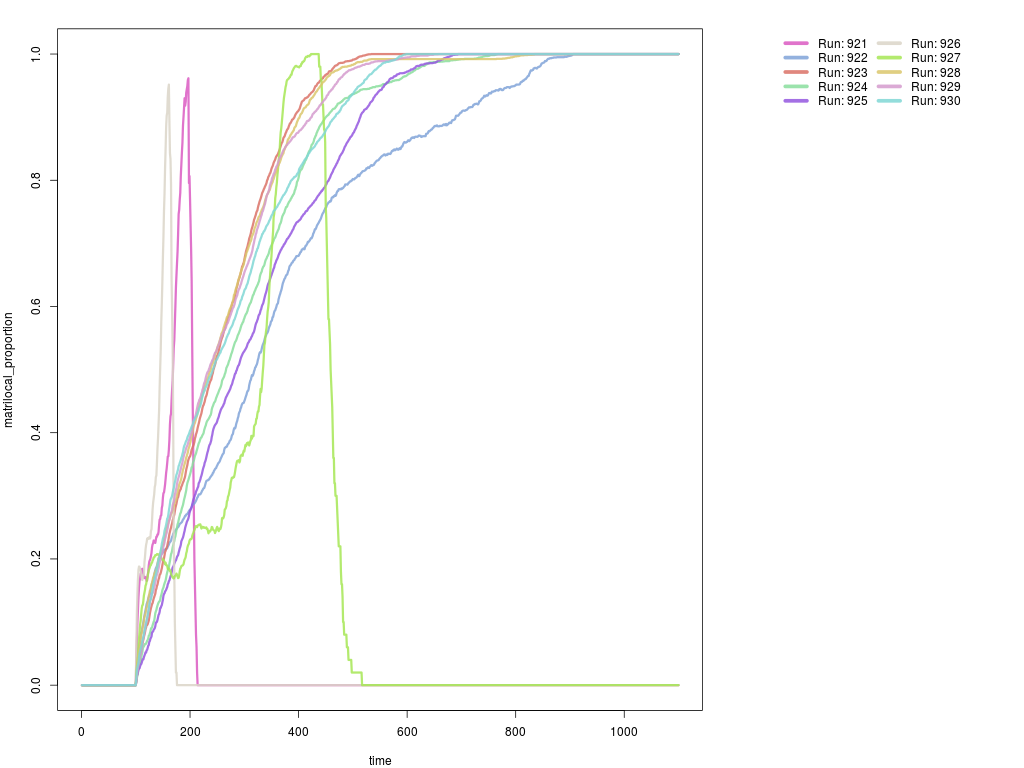 1.0
0.8
0.6
0.4
0.2
0.0
matrilocal_proportion
0 200 400 600 800 1000
time
Run: 921 Run: 926
Run: 922 Run: 927
Run: 923 Run: 928
Run: 924 Run: 929
Run: 925 Run: 930